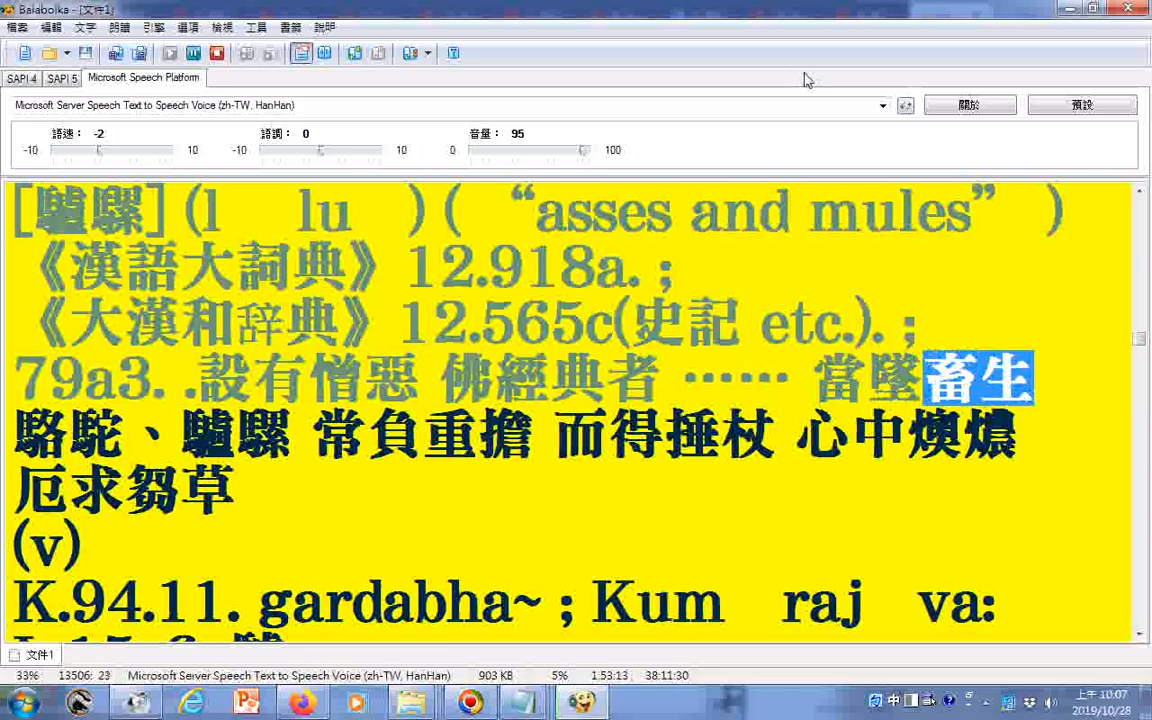 Balabolka - [文件1]
檔案 編輯 文字 朗讀 引擎 選項 檢視 工具 書籤 說明
SAPI 4 SAPI 5 Microsoft Speech Platform
Microsoft Server Speech Text to Speech Voice (zh-TW, HanHan) 關於 預設
語速： -2 語調： 0 音量： 95
-10 10 -10 10 0 100
[驢騾] (l lu ) ( “asses and mules” )
《漢語大詞典》 12.918a. ;
《大漢和辞典》 12.565c(史記 etc.). ;
79a3. .設有憎惡 佛經典者 …… 當墜畜生
駱駝、驢騾 常負重擔 而得捶杖 心中燠㷮
厄求芻草
(v)
K.94.11. gardabha~ ; Kum raj va:
文件1
33% 13506: 23 Microsoft Server Speech Text to Speech Voice (zh-TW, HanHan) 903 KB 5% 1:53:13 38:11:30
中 上午 10:07
2019/10/28